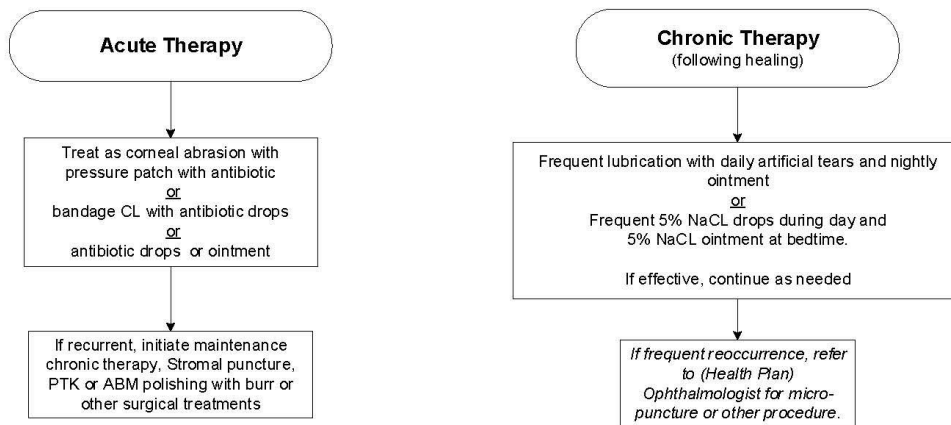 Acute Therapy
Treat as corneal abrasion with
pressure patch with antibiotic
or
bandage CL with antibiotic drops
or
antibiotic drops or ointment
If recurrent, initiate maintenance
chronic therapy, Stromal puncture,
PTK or ABM polishing with burr or
other surgical treatments
Chronic Therapy
(following healing)
Frequent lubrication with daily artificial tears and nightly
ointment
or
Frequent 5% NaCL drops during day and
5% NaCL ointment at bedtime.
If effective, continue as needed
If frequent reoccurrence, refer
to (Health Plan)
Ophthalmologist for micro-
puncture or other procedure.